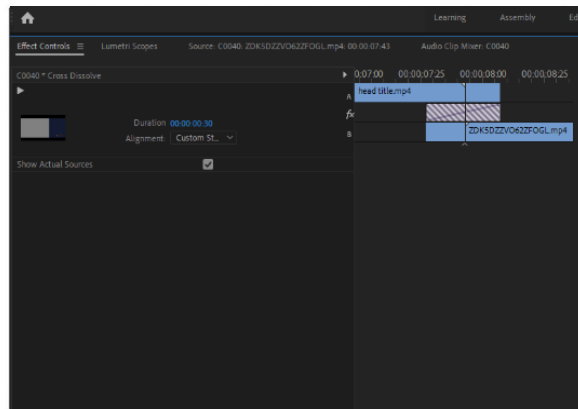 Learning Assembly Ed
Effect Controls Lumetri Scopes Source: C0040: ZDK5DZZVO62ZFOGL.mp4: 00:00:07:43 Audio Clip Mixer: C0040
C0040 * Cross Dissolve 0;07;00 00;00;07;25 00;00;08;00 00;00;08;25
A head title.mp4
fx
Duration 00:00:00:30
B ZDK5DZZVO62ZFOGL.mp4
Alignment: Custom St...
Show Actual Sources